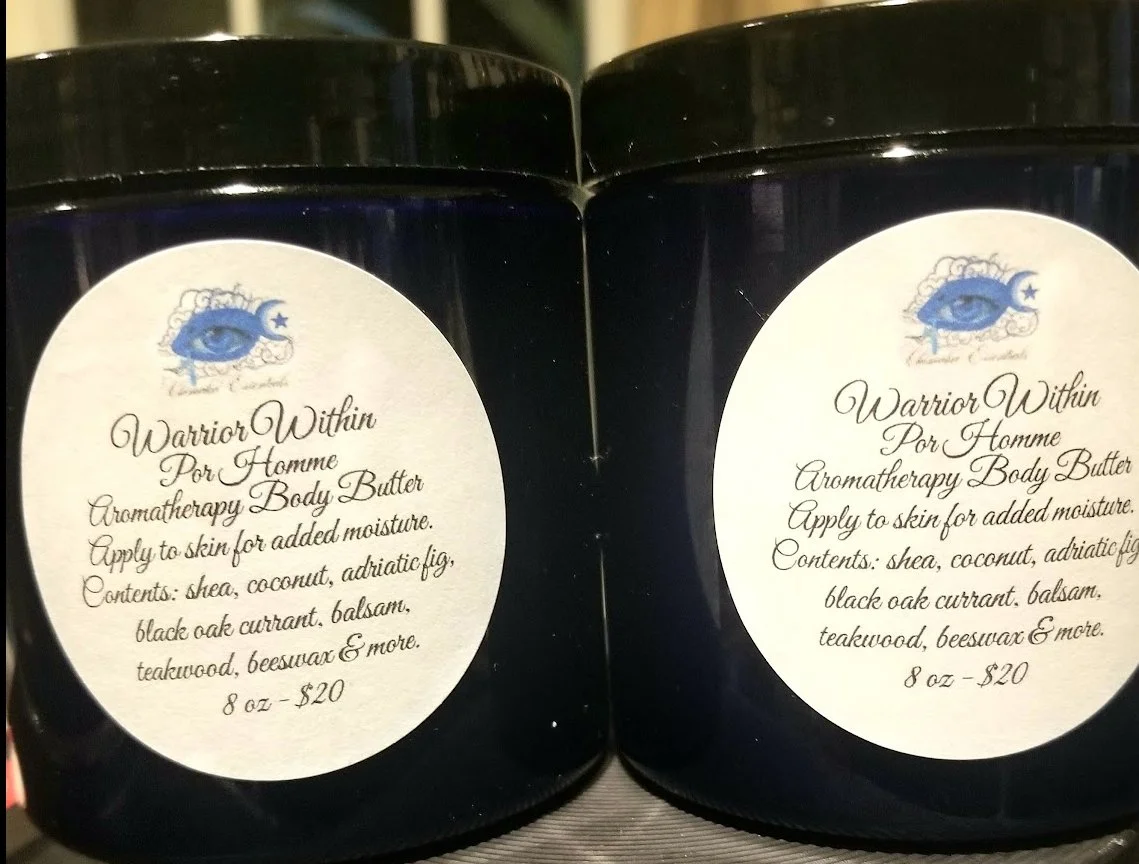 Essentials
Warrior Within
Por Homme
Aromatherapy Body Butter
Apply to skin for added moisture.
Contents: shea, coconut, adriatic fig,
black oak currant, balsam,
teakwood, beeswax & more.
8 oz - $20
Essentials
Warrior Within
Por Homme
Aromatherapy Body Butter
Apply to skin for added moisture.
Contents: shea, coconut, adriatic fig
black oak currant, balsam,
teakwood, beeswax & more.
8 oz - $20